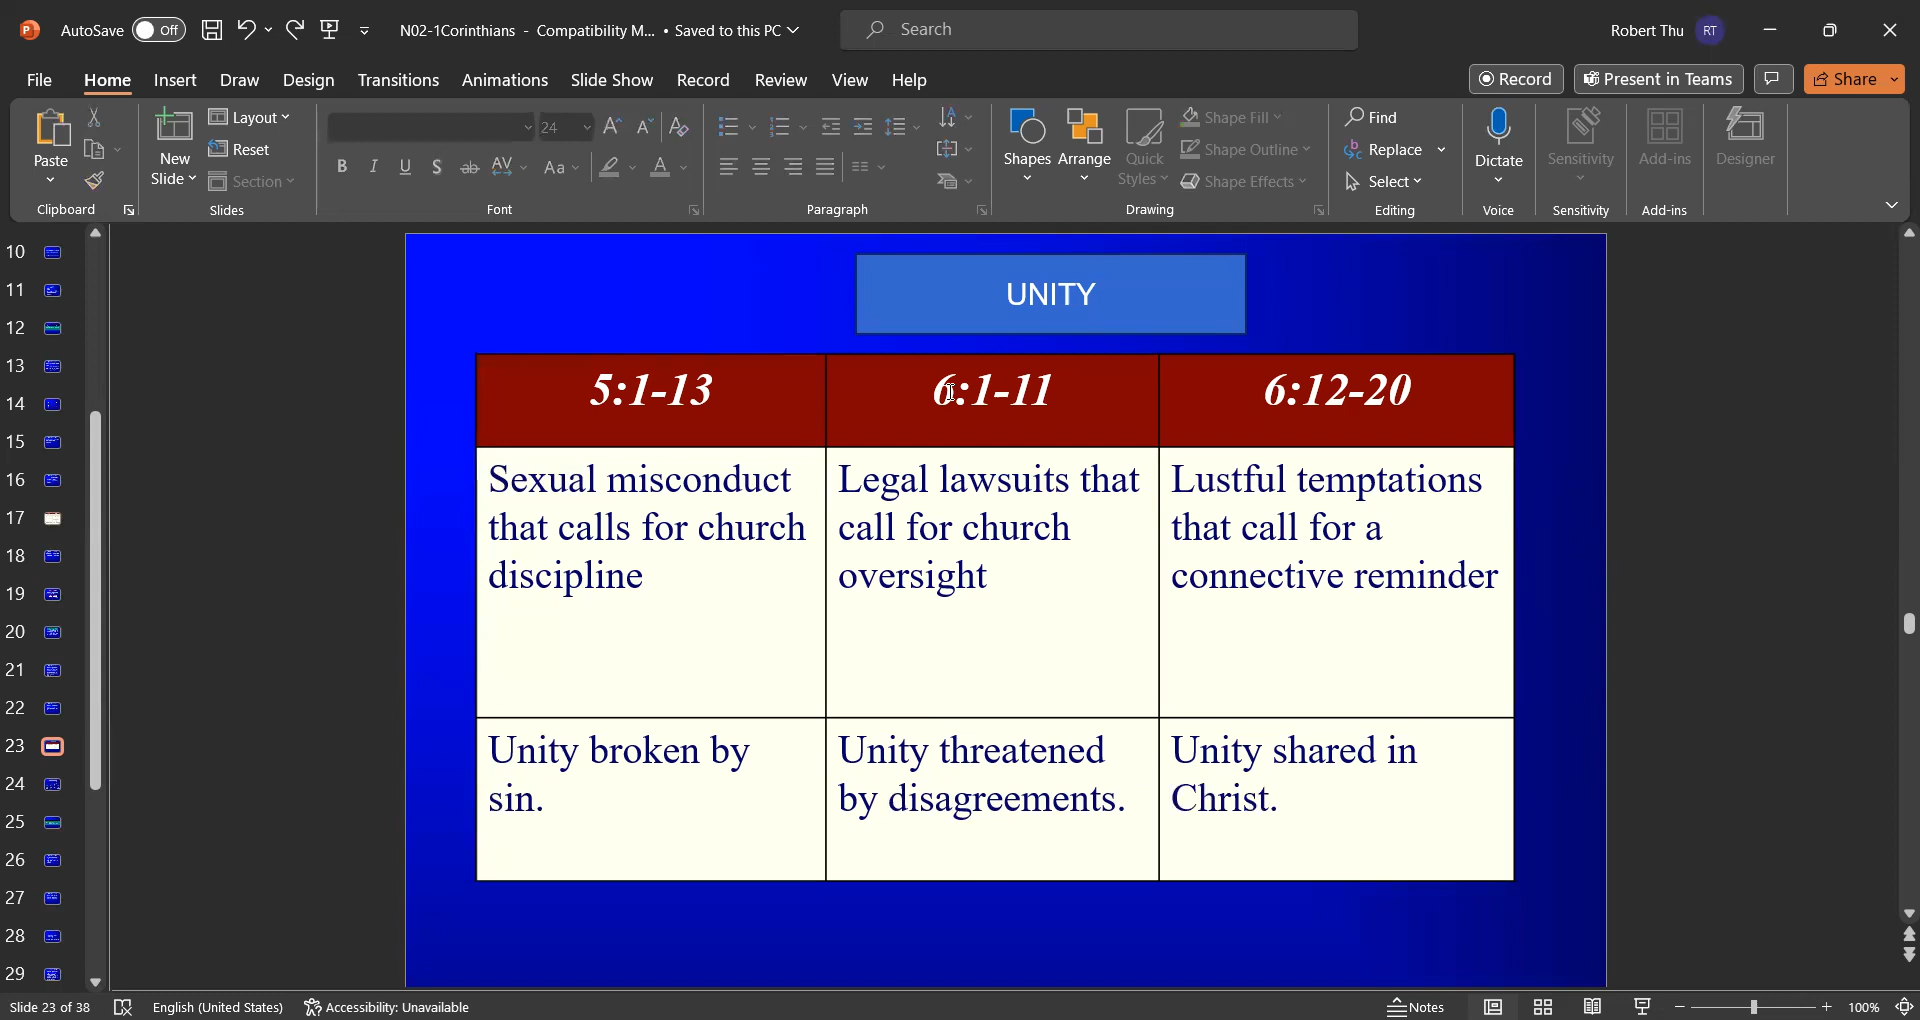 AutoSave Off N02-1Corinthians - Compatibility M... • Saved to this PC Search Robert Thu RT
File Home Insert Draw Design Transitions Animations Slide Show Record Review View Help Record Present in Teams Share
Paste New Slide Layout Reset Section 24 Shapes Arrange Quick Styles Shape Fill Shape Outline Shape Effects Find Replace Select Dictate Sensitivity Add-ins Designer
Clipboard Slides Font Paragraph Drawing Editing Voice Sensitivity Add-ins
10
11
12
13
14
15
16
17
18
19
20
21
22
23
24
25
26
27
28
29
UNITY
5:1-13 6:1-11 6:12-20
Sexual misconduct
that calls for church
discipline
Legal lawsuits that
call for church
oversight
Lustful temptations
that call for a
connective reminder
Unity broken by
sin.
Unity threatened
by disagreements.
Unity shared in
Christ.
Slide 23 of 38 English (United States) Accessibility: Unavailable Notes 100%